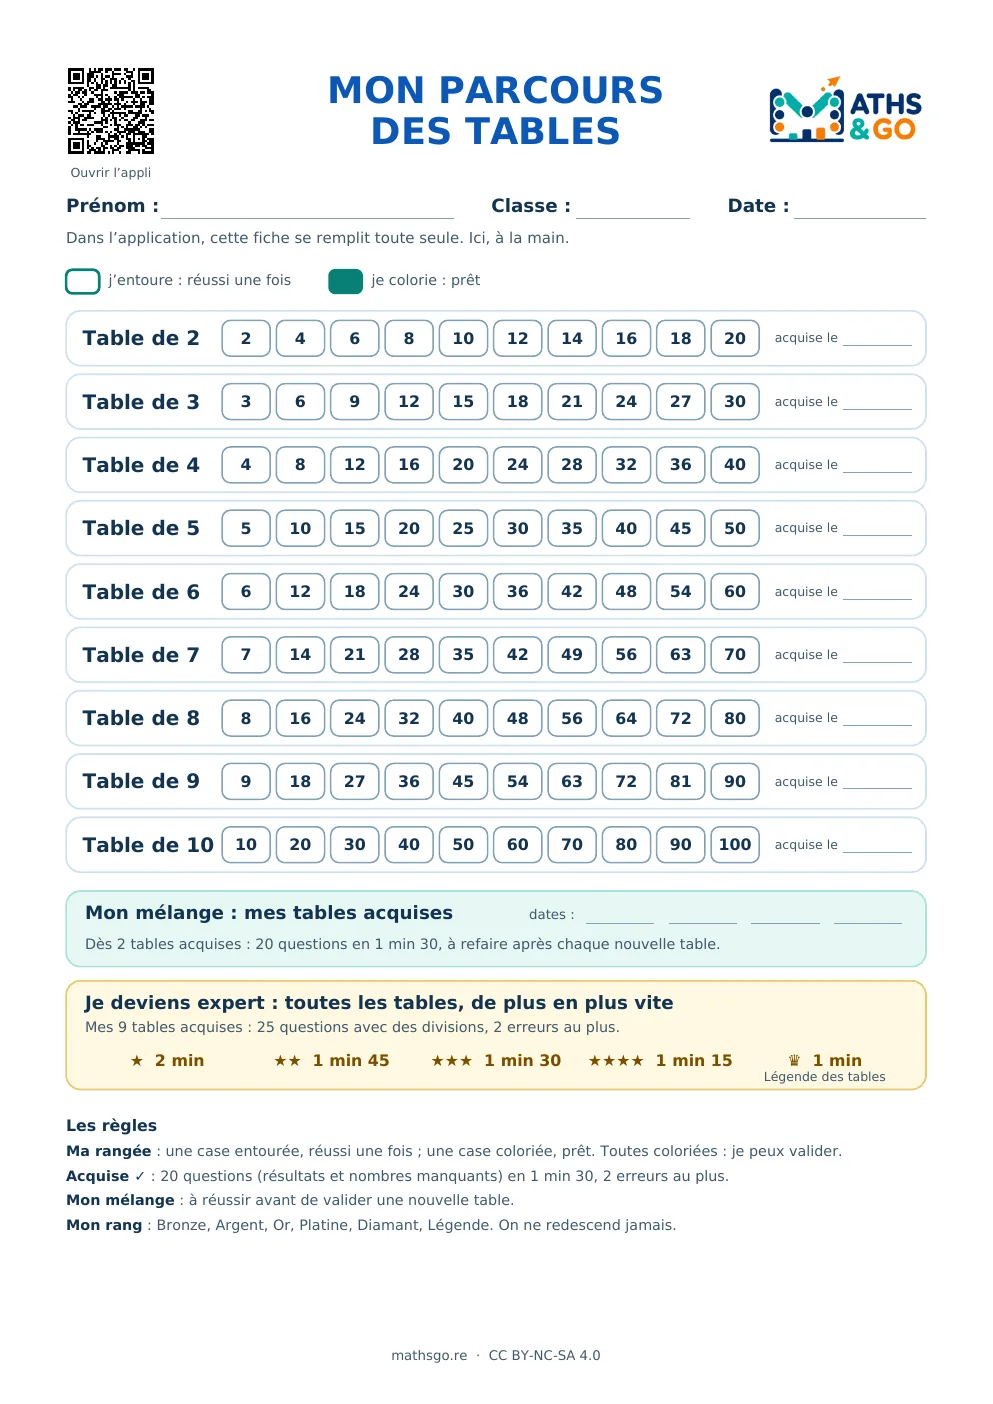 MON PARCOURS
DES TABLES
ATHS
&GO
Ouvrir l’appli
Prénom : Classe : Date :
Dans l’application, cette fiche se remplit toute seule. Ici, à la main.
j’entoure : réussi une fois je colorie : prêt
Table de 2 2 4 6 8 10 12 14 16 18 20 acquise le
Table de 3 3 6 9 12 15 18 21 24 27 30 acquise le
Table de 4 4 8 12 16 20 24 28 32 36 40 acquise le
Table de 5 5 10 15 20 25 30 35 40 45 50 acquise le
Table de 6 6 12 18 24 30 36 42 48 54 60 acquise le
Table de 7 7 14 21 28 35 42 49 56 63 70 acquise le
Table de 8 8 16 24 32 40 48 56 64 72 80 acquise le
Table de 9 9 18 27 36 45 54 63 72 81 90 acquise le
Table de 10 10 20 30 40 50 60 70 80 90 100 acquise le
Mon mélange : mes tables acquises dates :
Dès 2 tables acquises : 20 questions en 1 min 30, à refaire après chaque nouvelle table.
Je deviens expert : toutes les tables, de plus en plus vite
Mes 9 tables acquises : 25 questions avec des divisions, 2 erreurs au plus.
★ 2 min ★★ 1 min 45 ★★★ 1 min 30 ★★★★ 1 min 15 ♛ 1 min
Légende des tables
Les règles
Ma rangée : une case entourée, réussi une fois ; une case coloriée, prêt. Toutes coloriées : je peux valider.
Acquise ✓ : 20 questions (résultats et nombres manquants) en 1 min 30, 2 erreurs au plus.
Mon mélange : à réussir avant de valider une nouvelle table.
Mon rang : Bronze, Argent, Or, Platine, Diamant, Légende. On ne redescend jamais.
mathsgo.re · CC BY-NC-SA 4.0